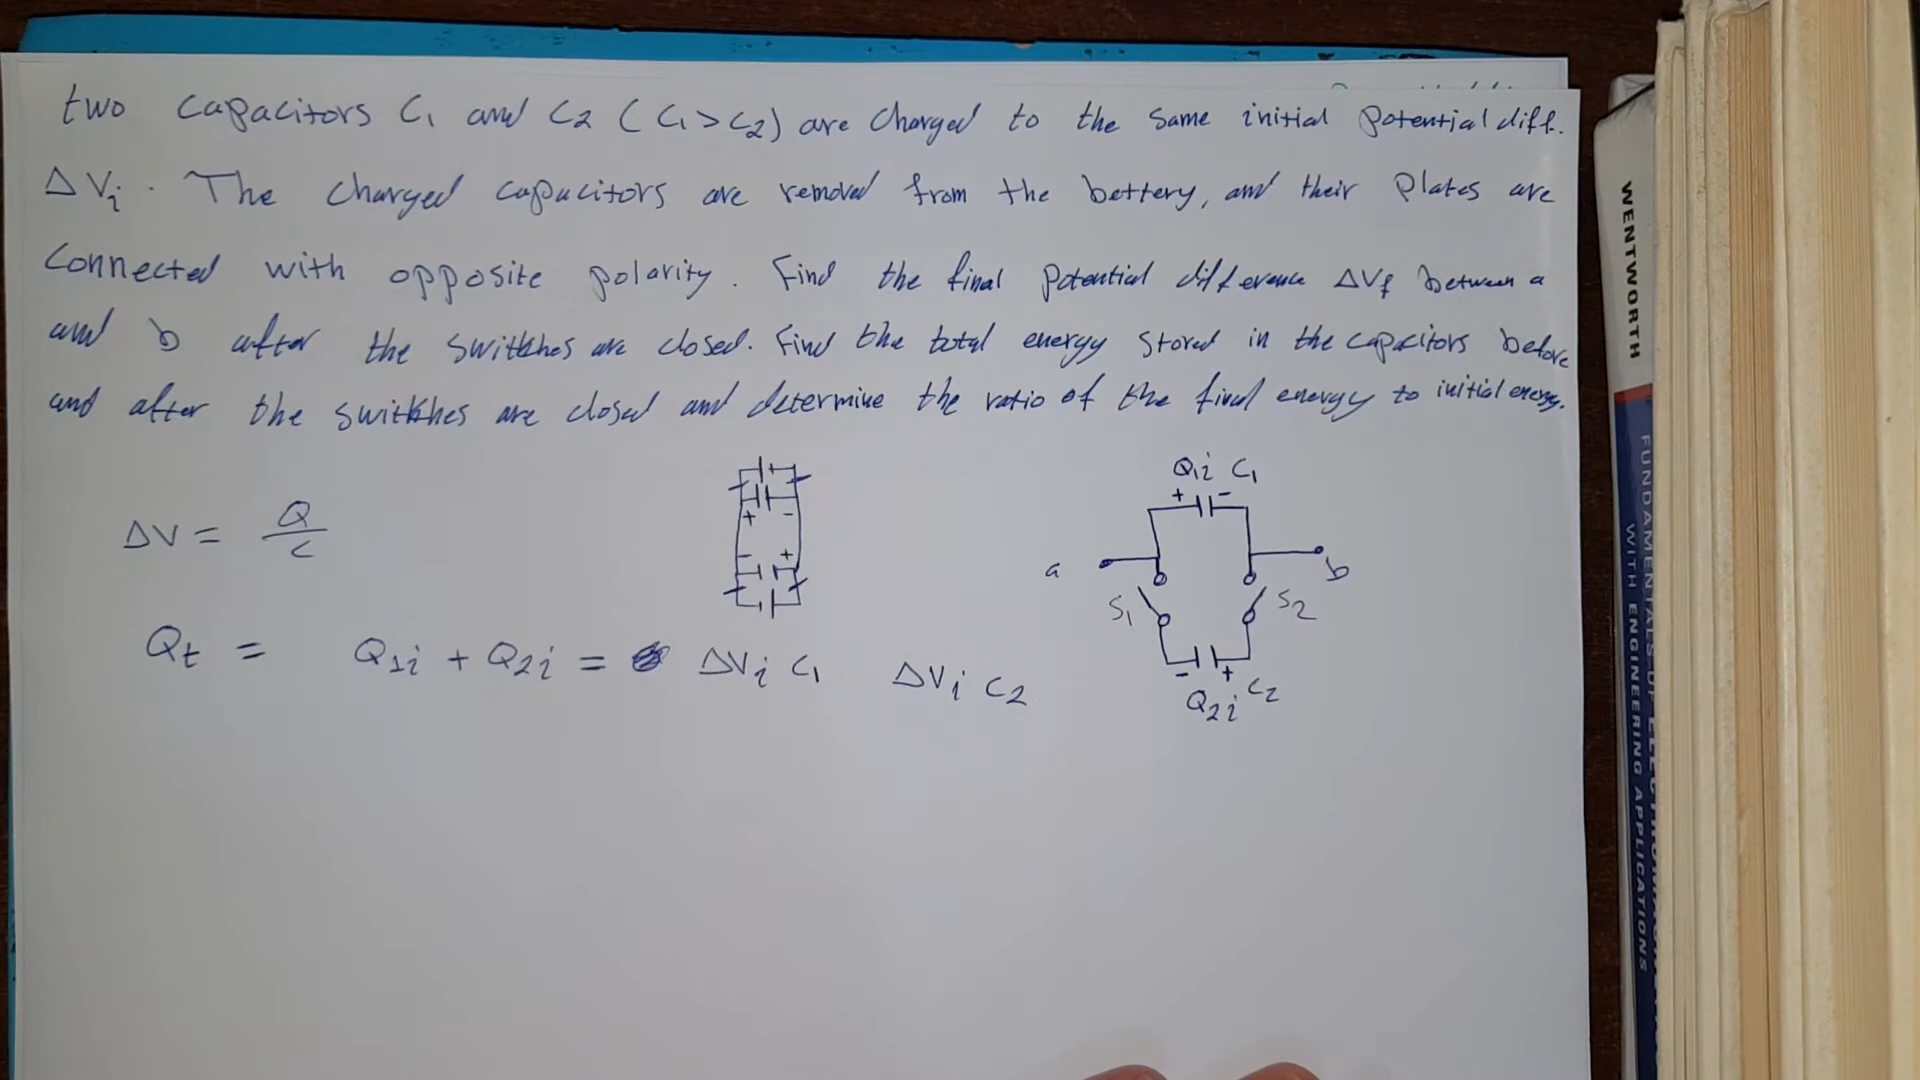 two capacitors C1 and C2 (C1>C2) are charged to the same initial potential diff.
ΔVi. The charged capacitors are removed from the bettery, and their plates are
connected with opposite polarity. Find the final potential difference ΔVf between a
and b after the switches are closed. Find the total energy stored in the capacitors before
and after the switches are closed and determine the ratio of the final energy to initial energy.
Q1i C1
+ -
ΔV = Q/C
+ -
- +
a
b
S1
S2
Qt = Q1i + Q2i = ΔVi C1 ΔVi C2
- +
Q2i C2
WENTWORTH
FUNDAMENTALS OF
WITH ENGINEERING APPLICATIONS